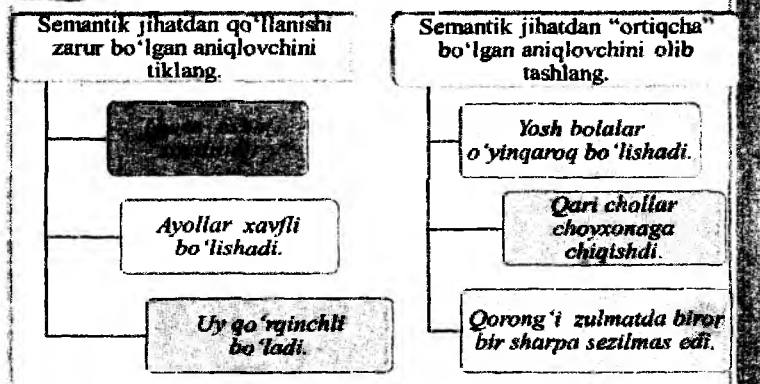 Semantik jihatdan qo‘llanishi
zarur bo‘lgan aniqlovchini
tiklang.
Ayollar xavfli
bo‘lishadi.
Uy qo‘rqinchli
bo‘ladi.
Semantik jihatdan “ortiqcha”
bo‘lgan aniqlovchini olib
tashlang.
Yosh bolalar
o‘yinqaroq bo‘lishadi.
Qari chollar
choyxonaga
chiqishdi.
Qorong‘i zulmatda biror
bir sharpa sezilmas edi.